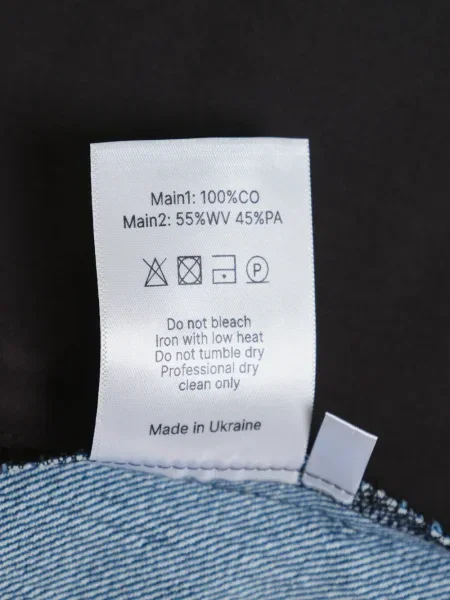 Main1: 100%CO
Main2: 55%WV 45%PA
P
Do not bleach
Iron with low heat
Do not tumble dry
Professional dry
clean only
Made in Ukraine